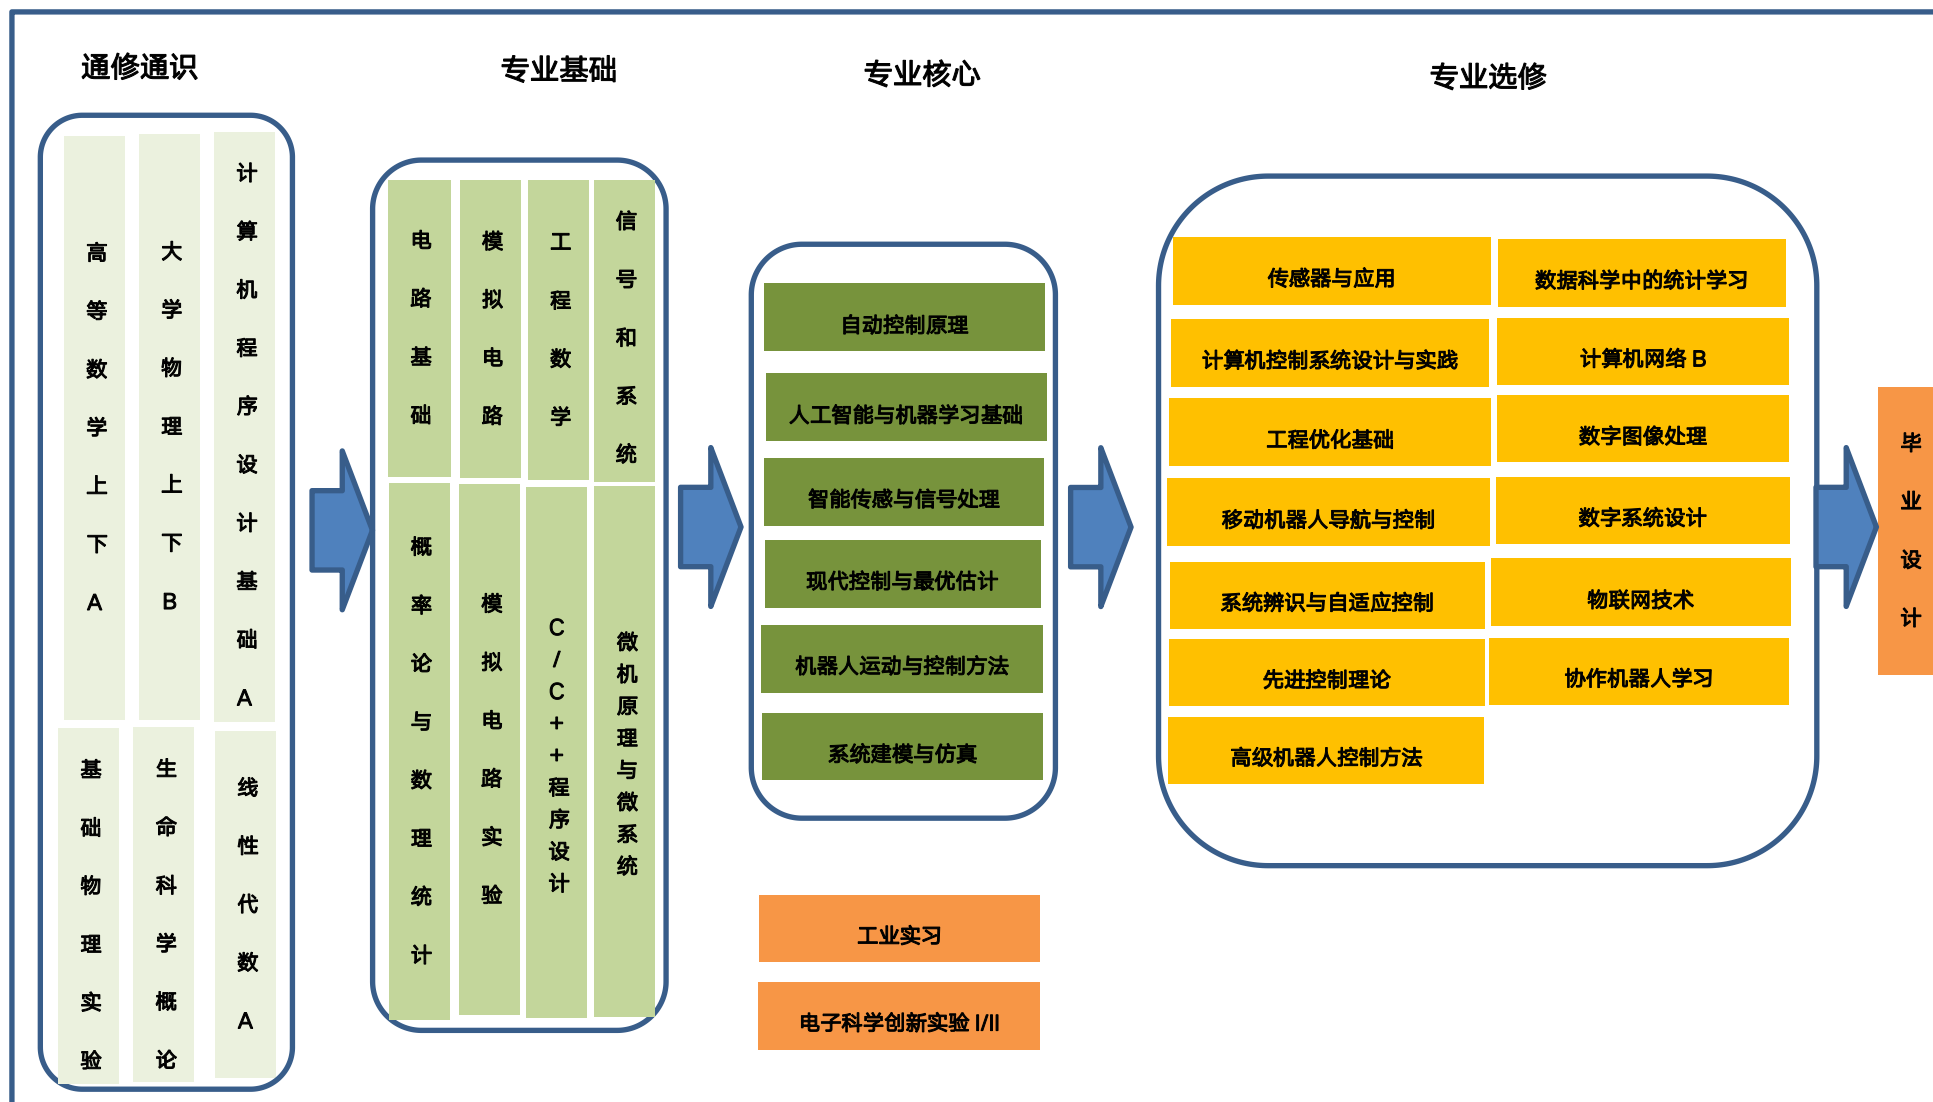 通修通识
高等数学上下A
大学物理上下B
计算机程序设计基础A
基础物理实验
生命科学概论
线性代数A
专业基础
电路基础
模拟电路
工程数学
信号和系统
概率论与数理统计
模拟电路实验
C/C++程序设计
微机原理与微系统
专业核心
自动控制原理
人工智能与机器学习基础
智能传感与信号处理
现代控制与最优估计
机器人运动与控制方法
系统建模与仿真
工业实习
电子科学创新实验 I/II
专业选修
传感器与应用
数据科学中的统计学习
计算机控制系统设计与实践
计算机网络 B
工程优化基础
数字图像处理
移动机器人导航与控制
数字系统设计
系统辨识与自适应控制
物联网技术
先进控制理论
协作机器人学习
高级机器人控制方法
毕业设计